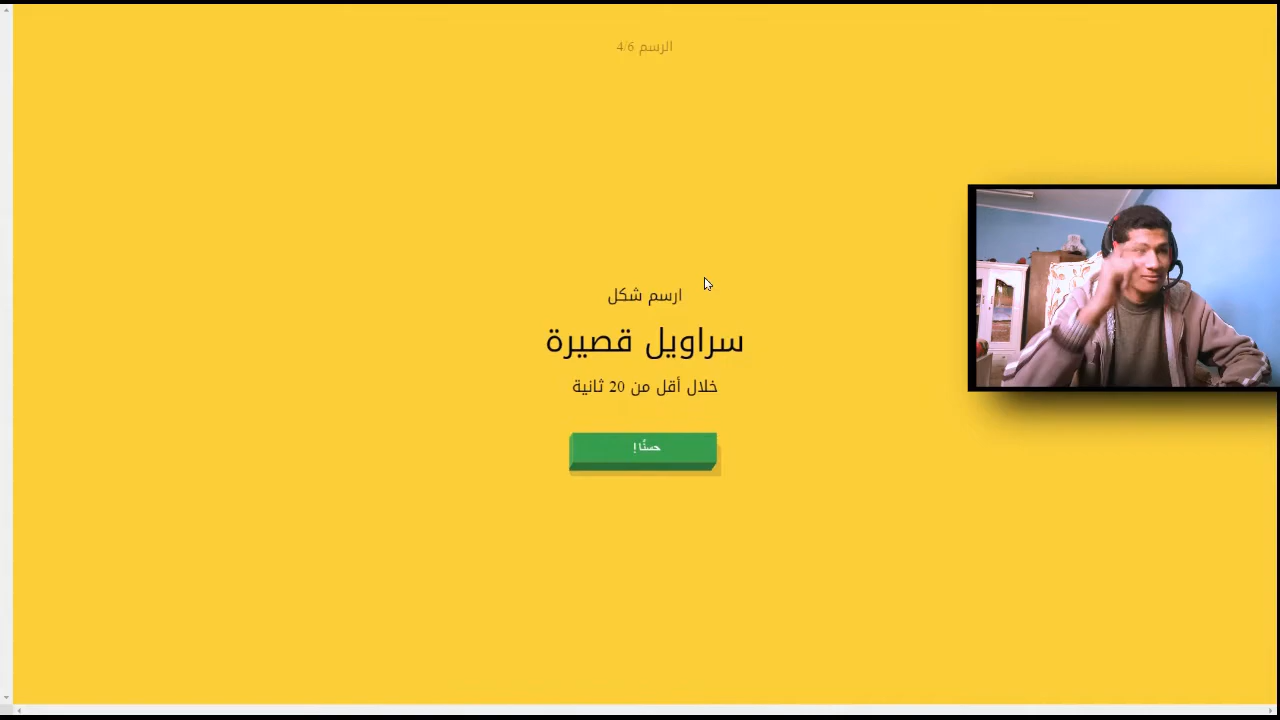 الرسم 4/6
ارسم شكل
سراويل قصيرة
خلال أقل من 20 ثانية
حسنًا!